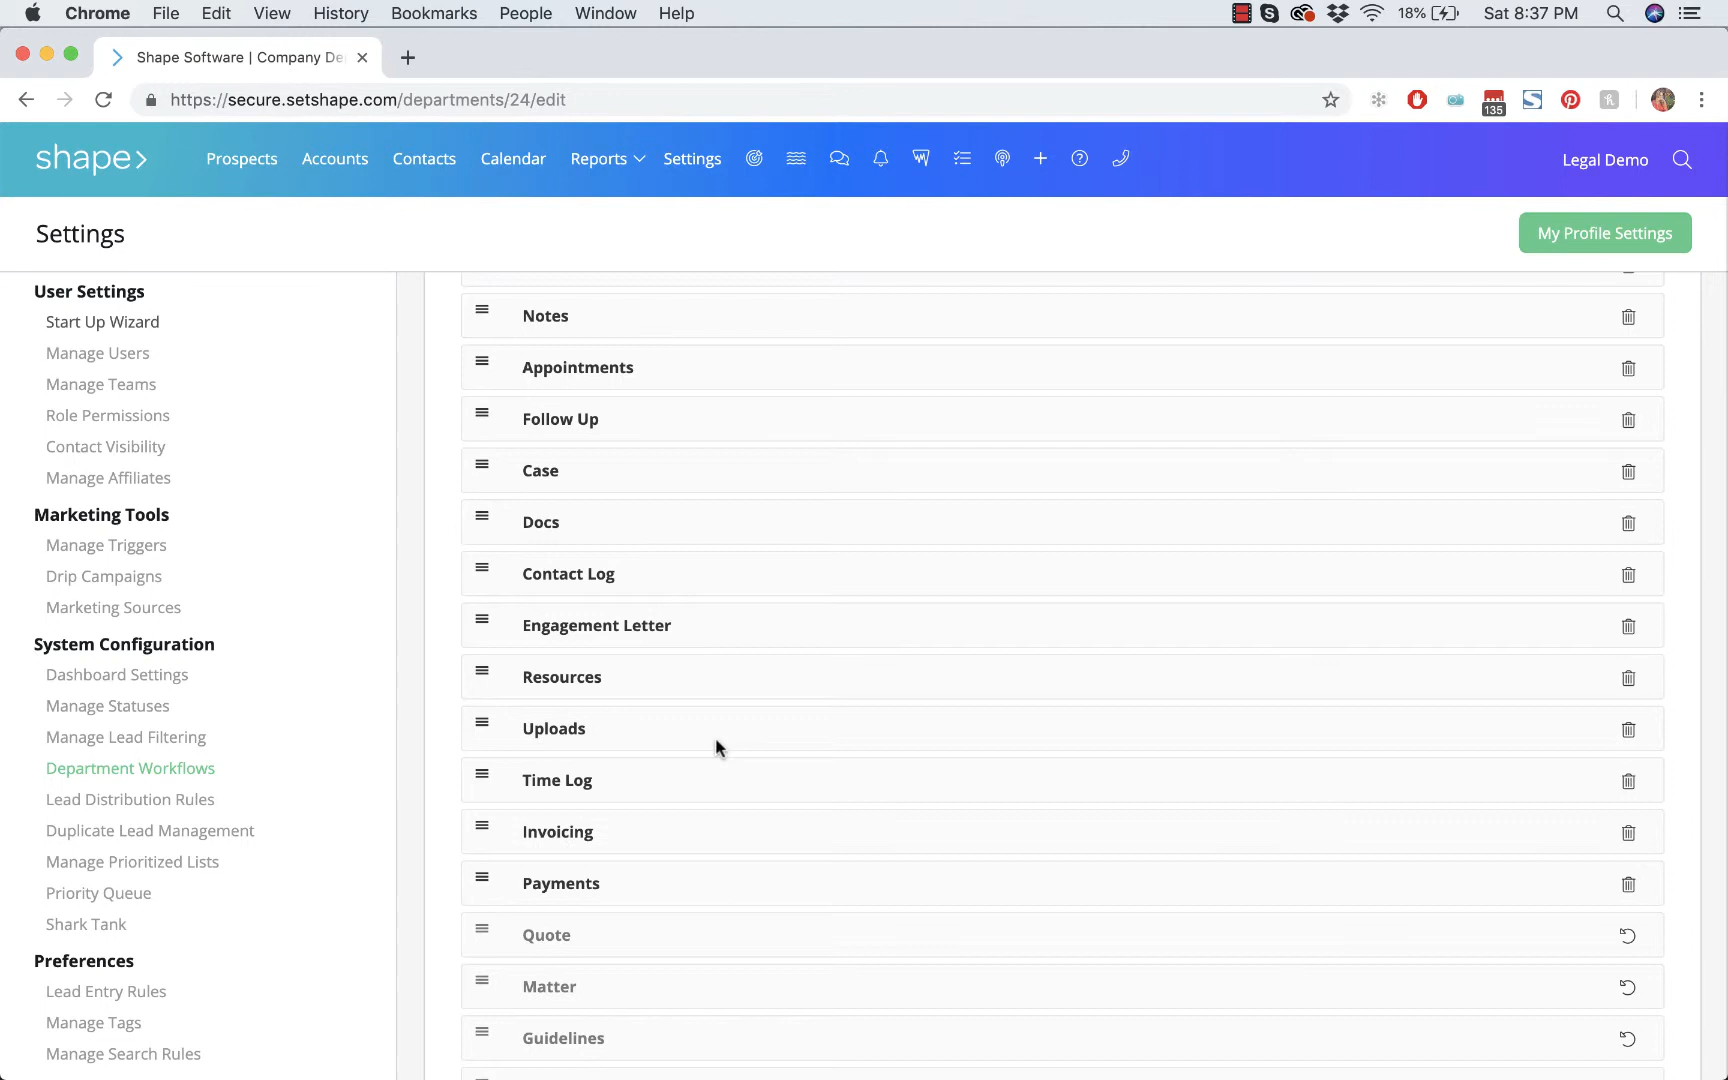 Chrome File Edit View History Bookmarks People Window Help 18% Sat 8:37 PM
Shape Software | Company De
https://secure.setshape.com/departments/24/edit
135
shape> Prospects Accounts Contacts Calendar Reports Settings Legal Demo
Settings My Profile Settings
User Settings
Start Up Wizard
Manage Users
Manage Teams
Role Permissions
Contact Visibility
Manage Affiliates
Marketing Tools
Manage Triggers
Drip Campaigns
Marketing Sources
System Configuration
Dashboard Settings
Manage Statuses
Manage Lead Filtering
Department Workflows
Lead Distribution Rules
Duplicate Lead Management
Manage Prioritized Lists
Priority Queue
Shark Tank
Preferences
Lead Entry Rules
Manage Tags
Manage Search Rules
Notes
Appointments
Follow Up
Case
Docs
Contact Log
Engagement Letter
Resources
Uploads
Time Log
Invoicing
Payments
Quote
Matter
Guidelines